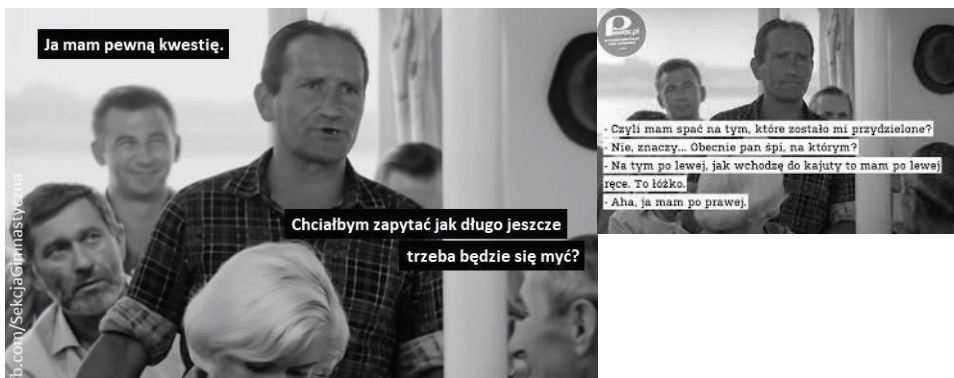 Ja mam pewną kwestię.
Chciałbym zapytać jak długo jeszcze
trzeba będzie się myć?
b.com/SekcjaGimnastyczna
Pewex.pl
- Czyli mam spać na tym, które zostało mi przydzielone?
- Nie, znaczy... Obecnie pan śpi, na którym?
- Na tym po lewej, jak wchodzę do kajuty to mam po lewej
ręce. To łóżko.
- Aha, ja mam po prawej.